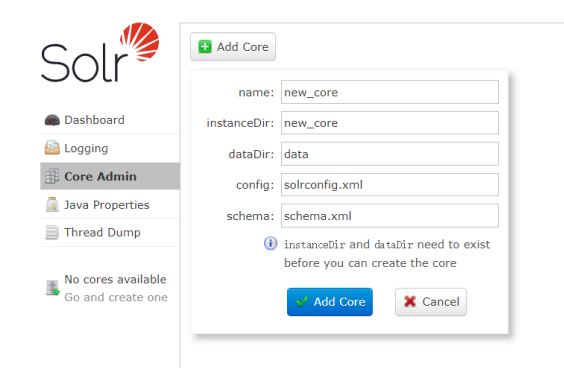 Solr
Add Core
name: new_core
instanceDir: new_core
dataDir: data
config: solrconfig.xml
schema: schema.xml
instanceDir and dataDir need to exist
before you can create the core
Add Core Cancel
Dashboard
Logging
Core Admin
Java Properties
Thread Dump
No cores available
Go and create one